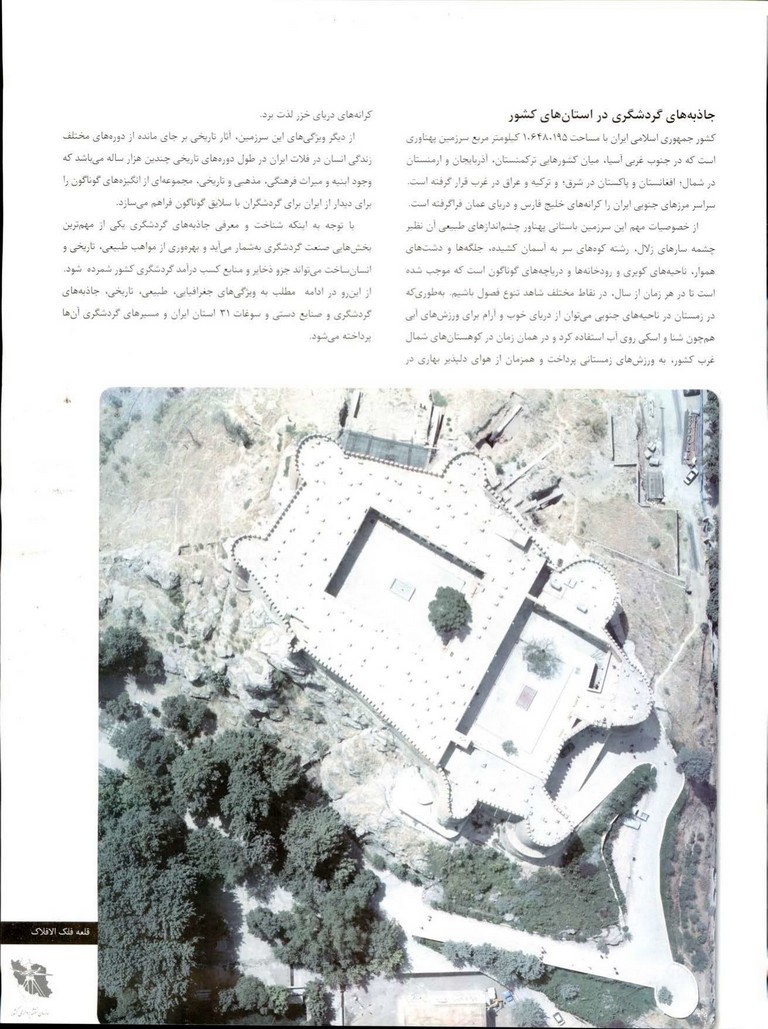 جاذبه‌های گردشگری در استان‌های کشور
کشور جمهوری اسلامی ایران با مساحت ۱۰۶۴۸۰۱۹۵ کیلومتر مربع سرزمین پهناوری
است که در جنوب غربی آسیا، میان کشورهایی ترکمنستان، آذربایجان و ارمنستان
در شمال؛ افغانستان و پاکستان در شرق؛ و ترکیه و عراق در غرب قرار گرفته است.
سراسر مرزهای جنوبی ایران را کرانه‌های خلیج فارس و دریای عمان فراگرفته است.
از خصوصیات مهم این سرزمین باستانی پهناور چشم‌اندازهای طبیعی آن نظیر
چشمه سارهای زلال، رشته کوه‌های سر به آسمان کشیده، جلگه‌ها و دشت‌های
هموار، ناحیه‌های کویری و رودخانه‌ها و دریاچه‌های گوناگون است که موجب شده
است تا در هر زمان از سال، در نقاط مختلف شاهد تنوع فصول باشیم. به‌طوری‌که
در زمستان در ناحیه‌های جنوبی می‌توان از دریای خوب و آرام برای ورزش‌های آبی
هم‌چون شنا و اسکی روی آب استفاده کرد و در همان زمان در کوهستان‌های شمال
غرب کشور، به ورزش‌های زمستانی پرداخت و همزمان از هوای دلپذیر بهاری در
کرانه‌های دریای خزر لذت برد.
از دیگر ویژگی‌های این سرزمین، آثار تاریخی بر جای مانده از دوره‌های مختلف
زندگی انسان در فلات ایران در طول دوره‌های تاریخی چندین هزار ساله می‌باشد که
وجود ابنیه و میراث فرهنگی، مذهبی و تاریخی، مجموعه‌ای از انگیزه‌های گوناگون را
برای دیدار از ایران برای گردشگران با سلایق گوناگون فراهم می‌سازد.
با توجه به اینکه شناخت و معرفی جاذبه‌های گردشگری یکی از مهم‌ترین
بخش‌هایی صنعت گردشگری به‌شمار می‌آید و بهره‌وری از مواهب طبیعی، تاریخی و
انسان‌ساخت می‌تواند جزو ذخایر و منابع کسب درآمد گردشگری کشور شمرده شود.
از این‌رو در ادامه مطلب به ویژگی‌های جغرافیایی، طبیعی، تاریخی، جاذبه‌های
گردشگری و صنایع دستی و سوغات ۳۱ استان ایران و مسیرهای گردشگری آن‌ها
پرداخته می‌شود.
قلعه فلک الافلاک